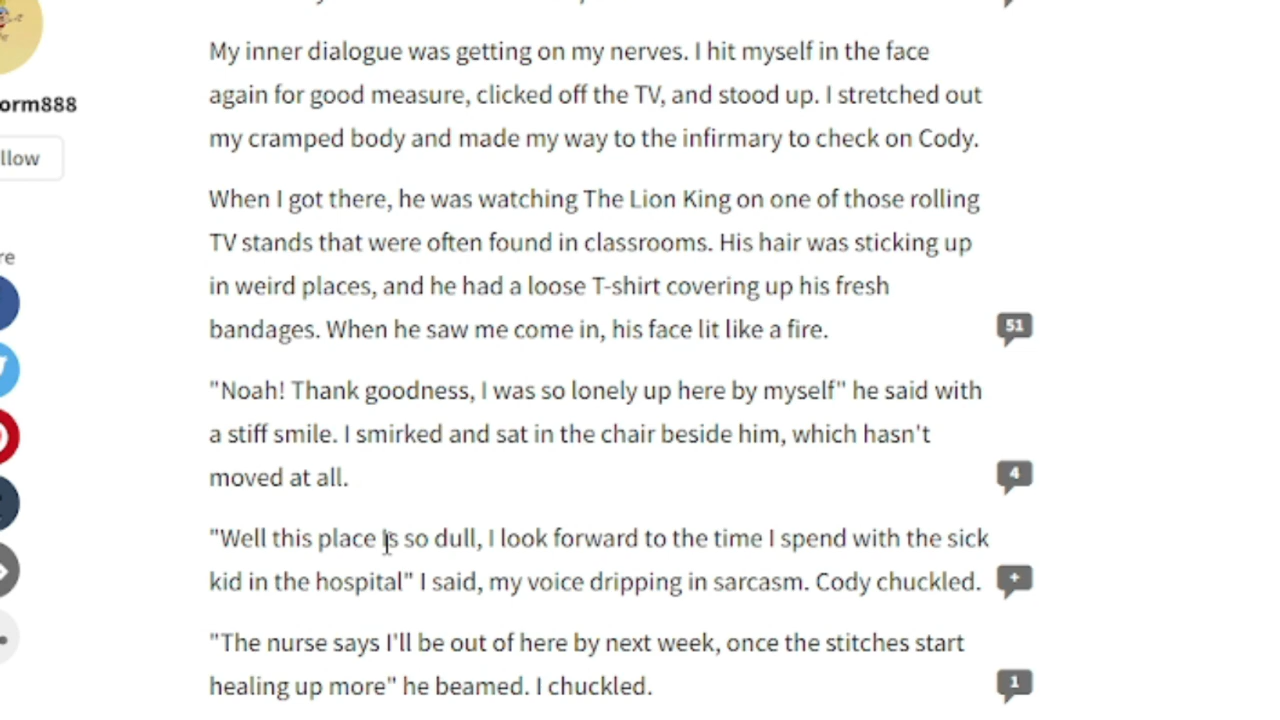 My inner dialogue was getting on my nerves. I hit myself in the face
again for good measure, clicked off the TV, and stood up. I stretched out
orm888
my cramped body and made my way to the infirmary to check on Cody.
llow
When I got there, he was watching The Lion King on one of those rolling
TV stands that were often found in classrooms. His hair was sticking up
re
in weird places, and he had a loose T-shirt covering up his fresh
bandages. When he saw me come in, his face lit like a fire.
51
"Noah! Thank goodness, I was so lonely up here by myself" he said with
a stiff smile. I smirked and sat in the chair beside him, which hasn't
moved at all.
4
"Well this place is so dull, I look forward to the time I spend with the sick
kid in the hospital" I said, my voice dripping in sarcasm. Cody chuckled.
+
"The nurse says I'll be out of here by next week, once the stitches start
healing up more" he beamed. I chuckled.
1